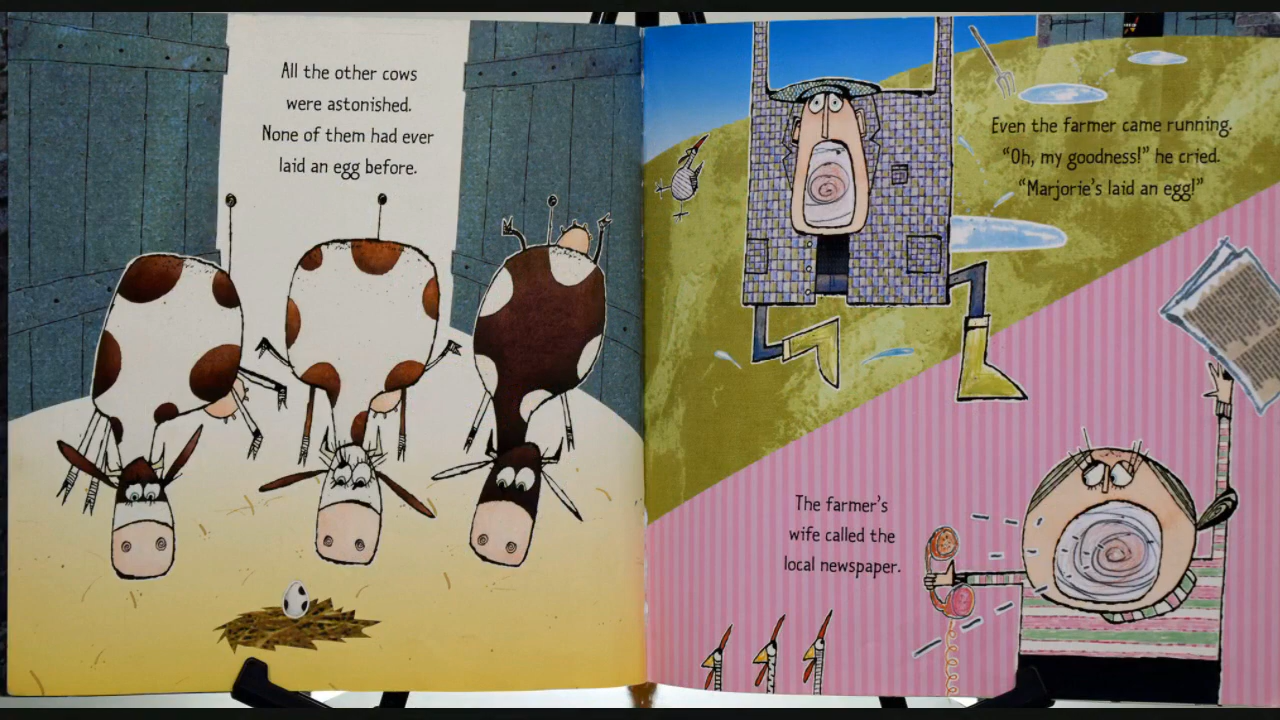 All the other cows
were astonished.
None of them had ever
laid an egg before.
Even the farmer came running.
“Oh, my goodness!” he cried.
“Marjorie’s laid an egg!”
The farmer’s
wife called the
local newspaper.